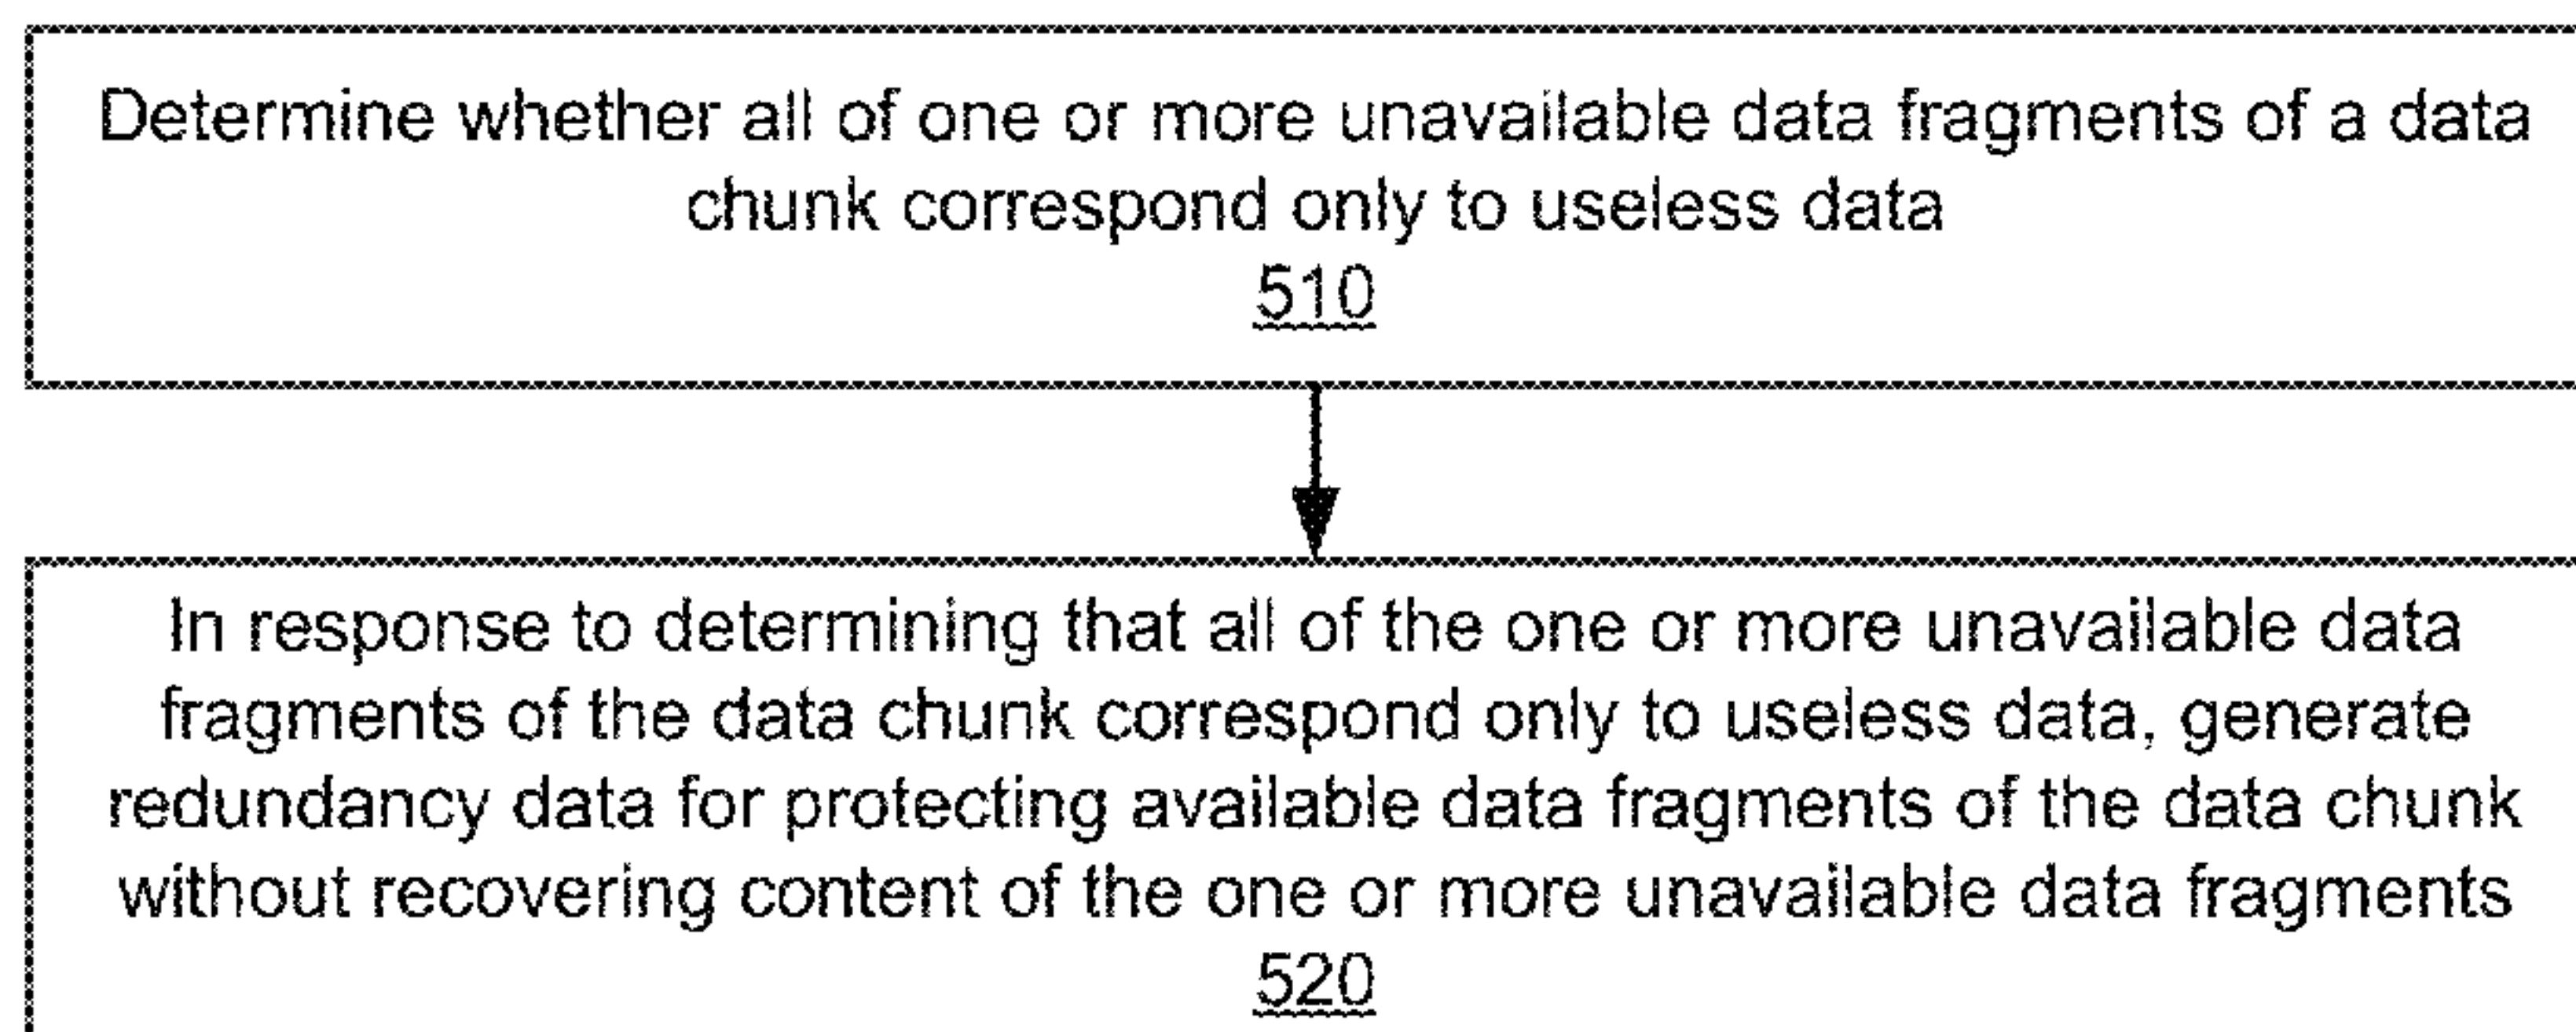 Determine whether all of one or more unavailable data fragments of a data
chunk correspond only to useless data
510
In response to determining that all of the one or more unavailable data
fragments of the data chunk correspond only to useless data, generate
redundancy data for protecting available data fragments of the data chunk
without recovering content of the one or more unavailable data fragments
520